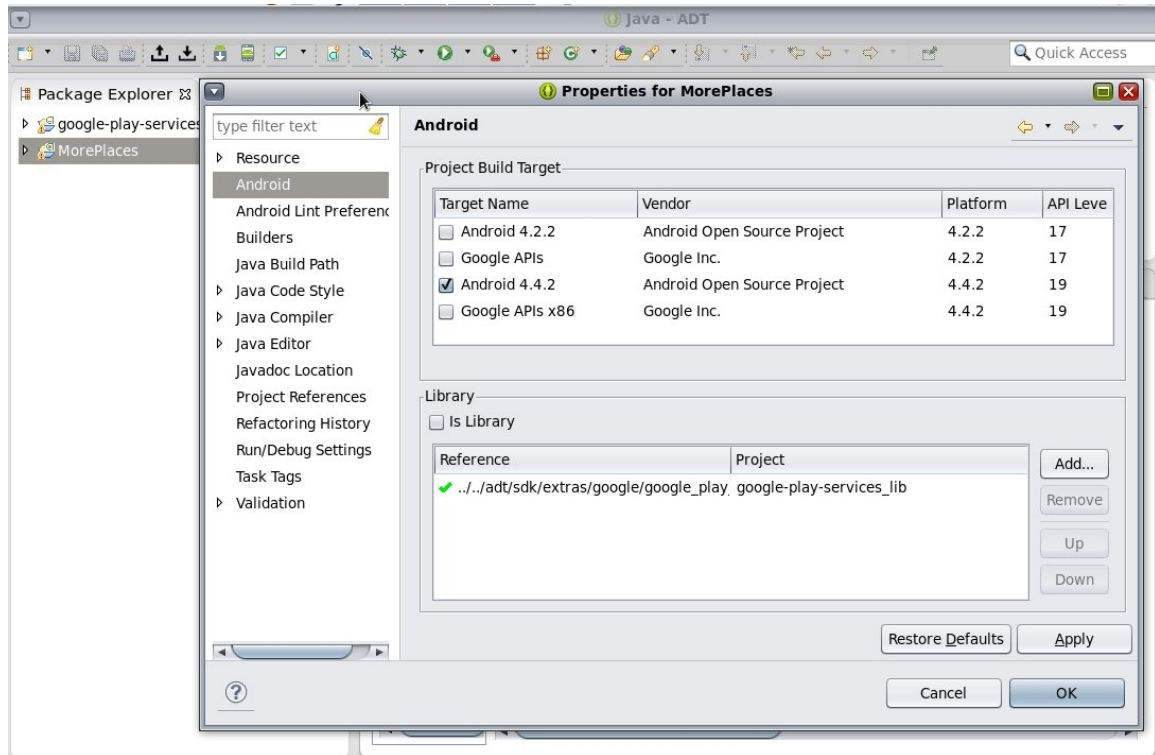 Java - ADT
Quick Access
Package Explorer
google-play-services
MorePlaces
Properties for MorePlaces
type filter text
Resource
Android
Android Lint Preferenc
Builders
Java Build Path
Java Code Style
Java Compiler
Java Editor
Javadoc Location
Project References
Refactoring History
Run/Debug Settings
Task Tags
Validation
Android
Project Build Target
Target Name Vendor Platform API Leve
Android 4.2.2 Android Open Source Project 4.2.2 17
Google APIs Google Inc. 4.2.2 17
Android 4.4.2 Android Open Source Project 4.4.2 19
Google APIs x86 Google Inc. 4.4.2 19
Library
Is Library
Reference Project
../../adt/sdk/extras/google/google_play_ google-play-services_lib
Add...
Remove
Up
Down
Restore Defaults Apply
Cancel OK